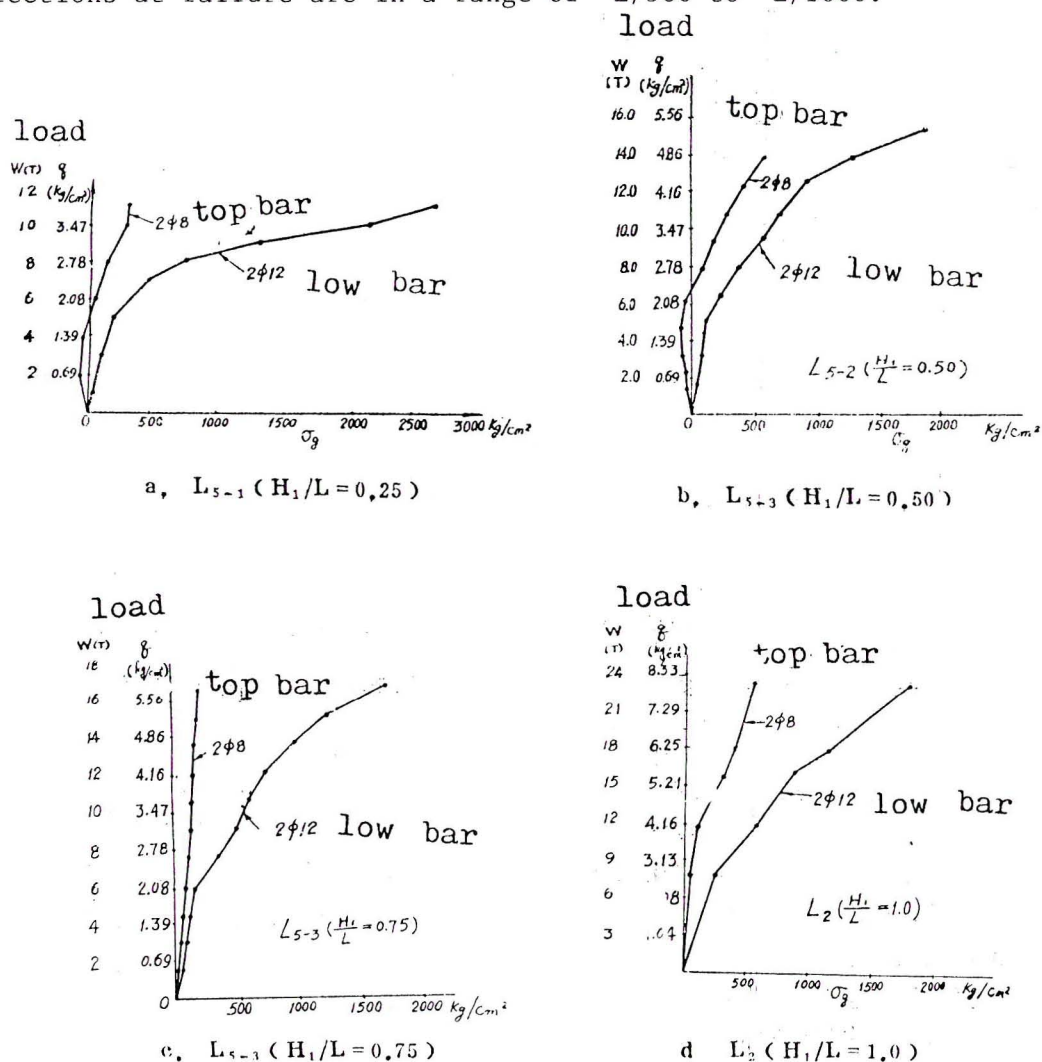 load
W(T) q
(kg/cm²)
12
10 3.47
8 2.78
6 2.08
4 1.39
2 0.69
2φ8
top bar
2φ12
low bar
0 500 1000 1500 2000 2500 3000 kg/cm²
σg
a, L₅₋₁ ( H₁/L = 0,25 )
load
W q
(T) (kg/cm²)
16.0 5.56
14.0 4.86
12.0 4.16
10.0 3.47
8.0 2.78
6.0 2.08
4.0 1.39
2.0 0.69
top bar
2φ8
2φ12
low bar
L₅₋₂ ( H₁/L = 0.50 )
0 500 1000 1500 2000 kg/cm²
b, L₅₋₃ ( H₁/L = 0,50 )
load
W(T) q
18 (kg/cm²)
16 5.56
14 4.86
12 4.16
10 3.47
8 2.78
6 2.08
4 1.39
2 0.69
top bar
2φ8
2φ12
low bar
L₅₋₃ ( H₁/L = 0.75 )
0 500 1000 1500 2000 kg/cm²
c, L₅₋₃ ( H₁/L = 0.75 )
load
W q
(T) (kg/cm²)
24 8.33
21 7.29
18 6.25
15 5.21
12 4.16
9 3.13
6
3
top bar
2φ8
2φ12
low bar
L₂ ( H₁/L = 1.0 )
500 1000 1500 2000 kg/cm²
σg
d L₂ ( H₁/L = 1.0 )